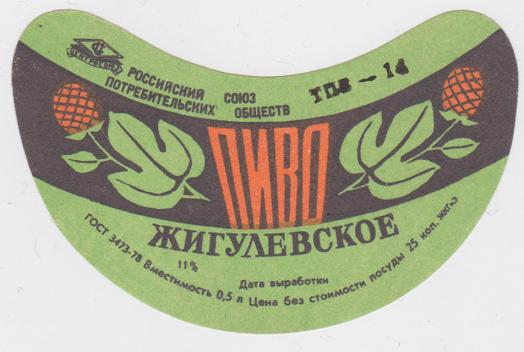 ЦЕНТРОСОЮЗ
РОССИЙСКИЙ СОЮЗ
ПОТРЕБИТЕЛЬСКИХ ОБЩЕСТВ
ПИВО
ЖИГУЛЕВСКОЕ
11%
Дата выработки
ГОСТ 3473-78 Вместимость 0,5 л Цена без стоимости посуды 25 коп.